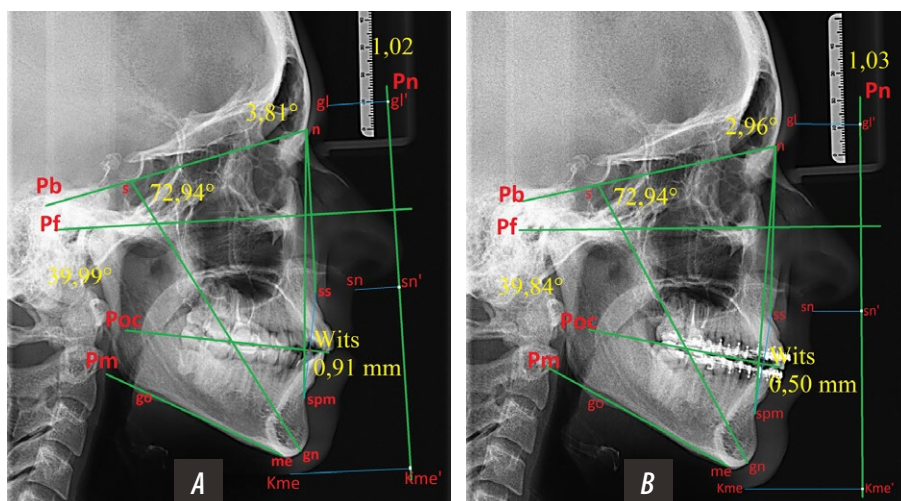 1,02
Pn
gl
gl'
3,81°
n
Pb
s
72,94°
Pf
39,99°
sn'
sn
ss
Poc
Wits
0,91 mm
Pm
go
spm
me
gn
Kme
Kme'
A
1,03
Pn
gl
gl'
2,96°
n
Pb
s
72,94°
Pf
39,84°
sn
sn'
ss
Poc
Wits
0,50 mm
Pm
go
spm
me
gn
Kme
Kme'
B